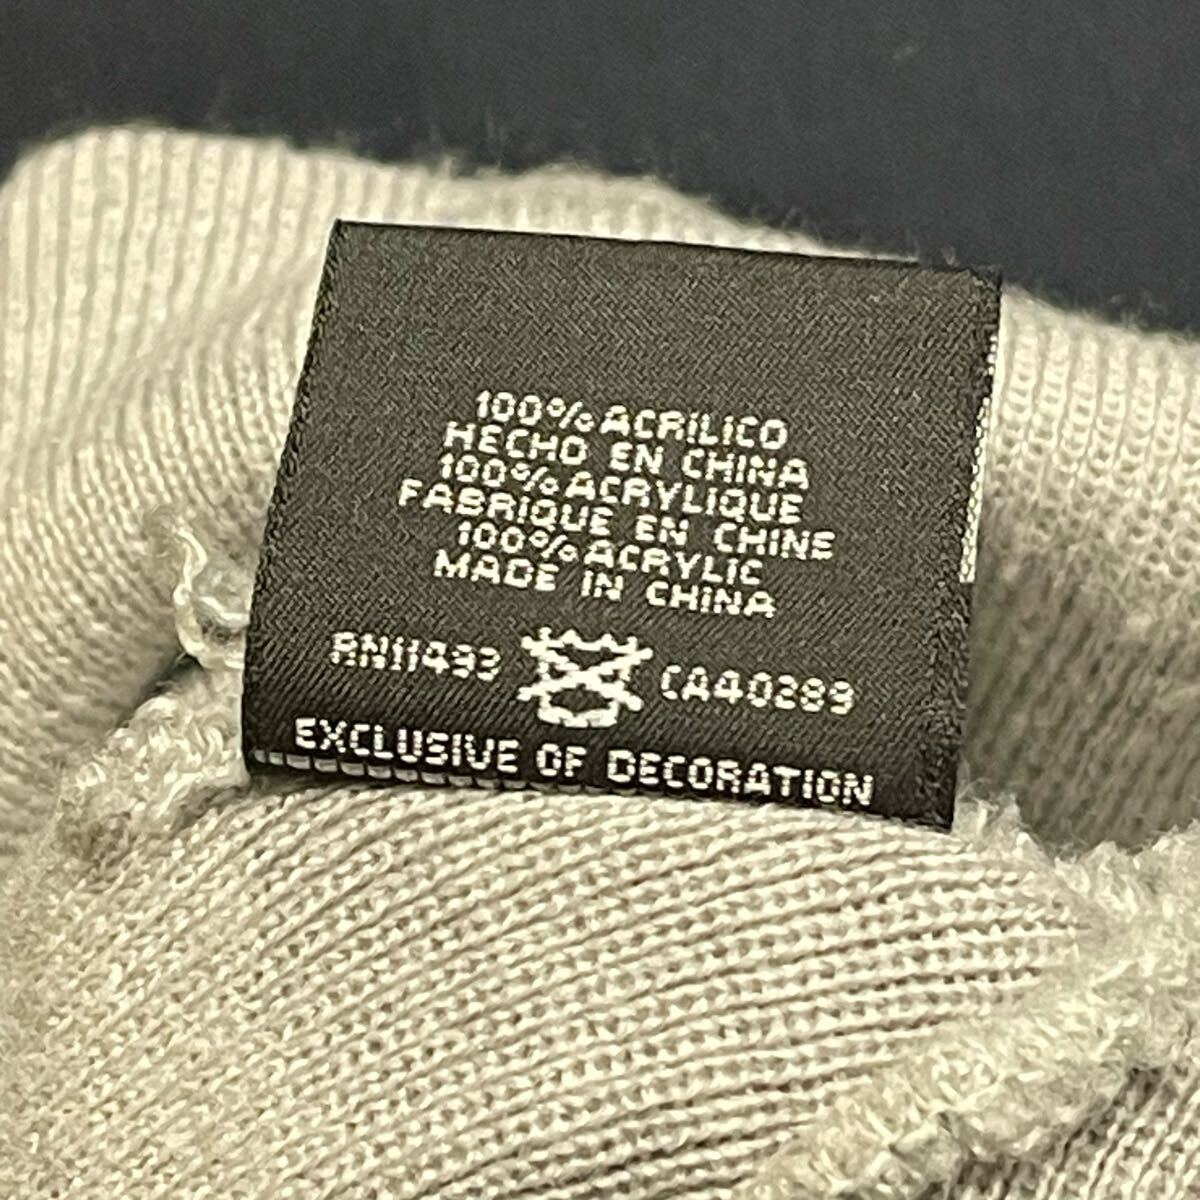 100% ACRÍLICO
HECHO EN CHINA
100% ACRYLIQUE
FABRIQUE EN CHINE
100% ACRYLIC
MADE IN CHINA
RN11493 CA40289
EXCLUSIVE OF DECORATION